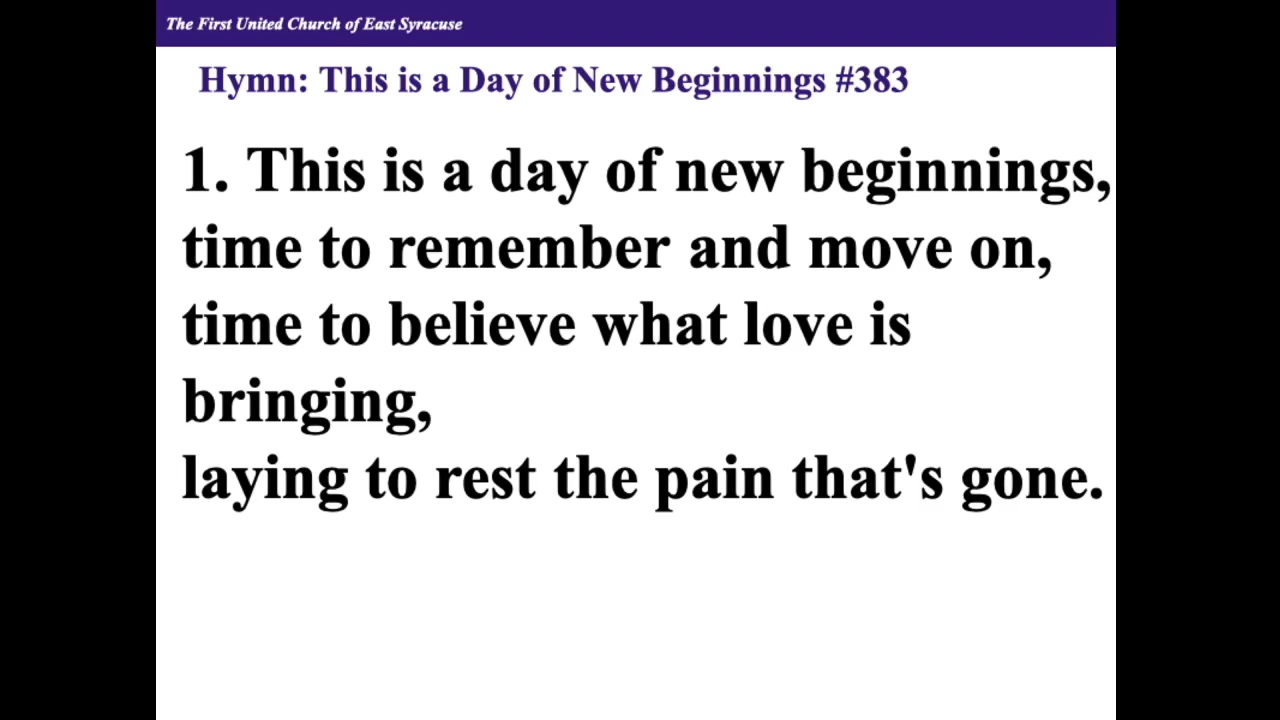 The First United Church of East Syracuse
Hymn: This is a Day of New Beginnings #383
1. This is a day of new beginnings,
time to remember and move on,
time to believe what love is
bringing,
laying to rest the pain that's gone.